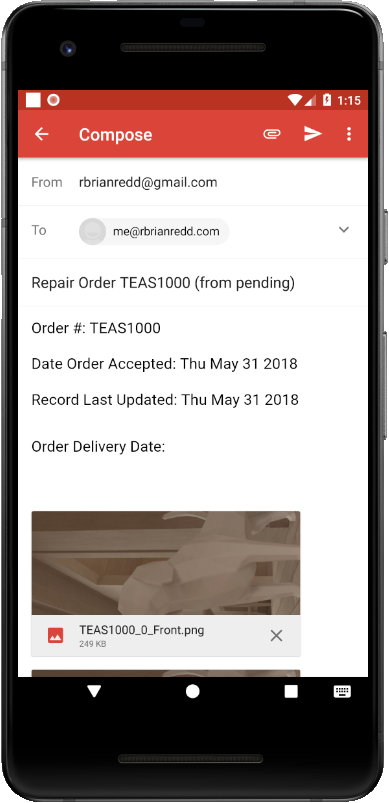 1:15
Compose
From rbrianredd@gmail.com
To me@rbrianredd.com
Repair Order TEAS1000 (from pending)
Order #: TEAS1000
Date Order Accepted: Thu May 31 2018
Record Last Updated: Thu May 31 2018
Order Delivery Date:
TEAS1000_0_Front.png
249 KB